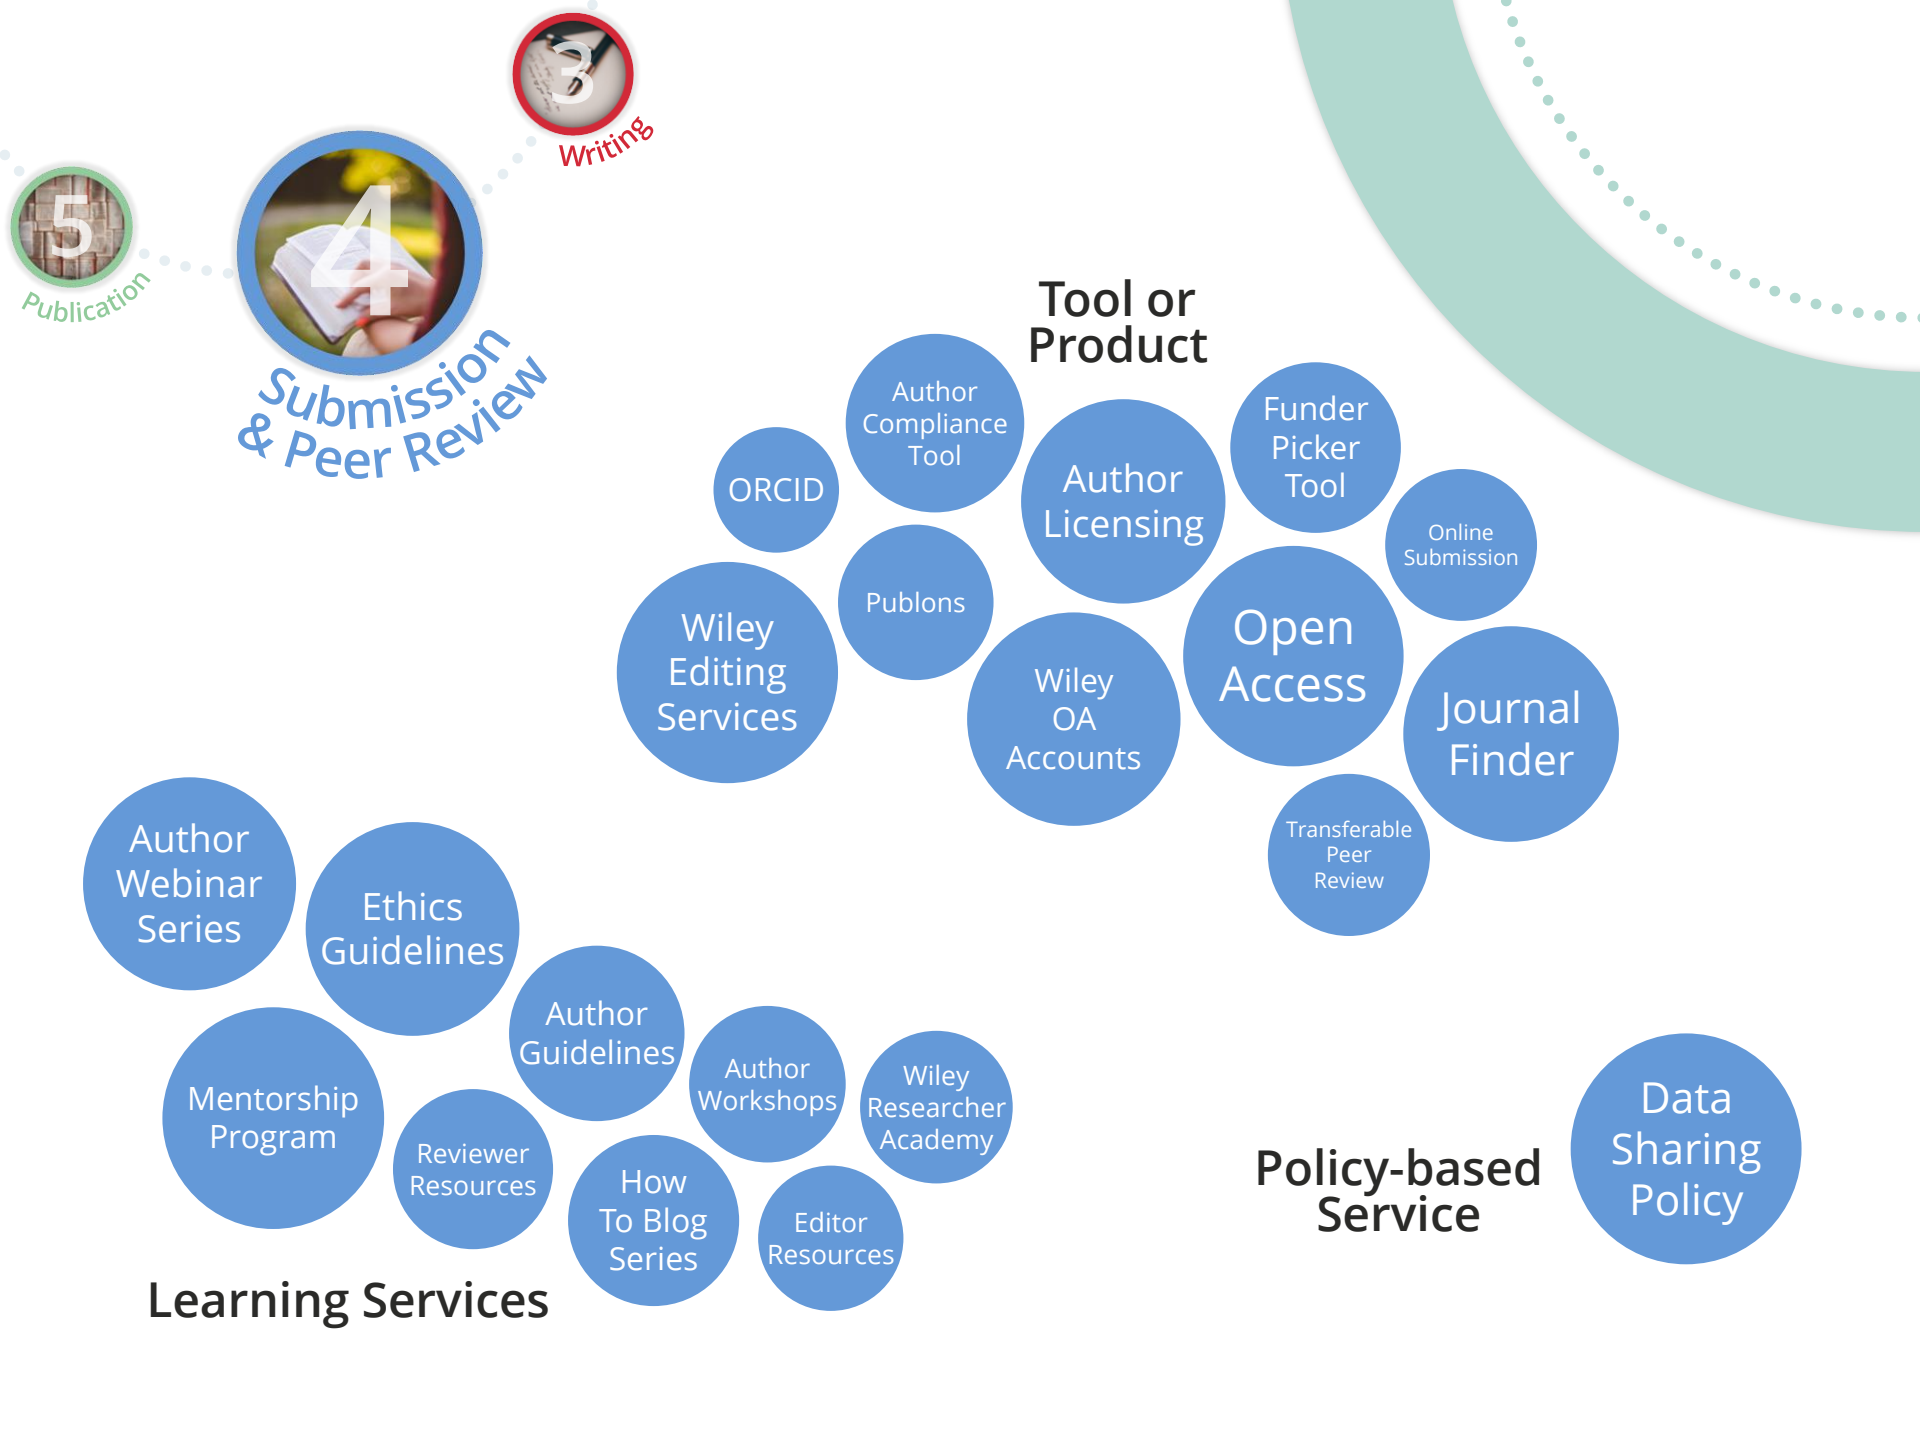 3
Writing
5
Publication
4
Submission
& Peer Review
Tool or
Product
Author
Compliance
Tool
Funder
Picker
Tool
ORCID
Author
Licensing
Online
Submission
Publons
Wiley
Editing
Services
Open
Access
Wiley
OA
Accounts
Journal
Finder
Transferable
Peer
Review
Author
Webinar
Series
Ethics
Guidelines
Author
Guidelines
Mentorship
Program
Author
Workshops
Wiley
Researcher
Academy
Reviewer
Resources
How
To Blog
Series
Editor
Resources
Learning Services
Policy-based
Service
Data
Sharing
Policy